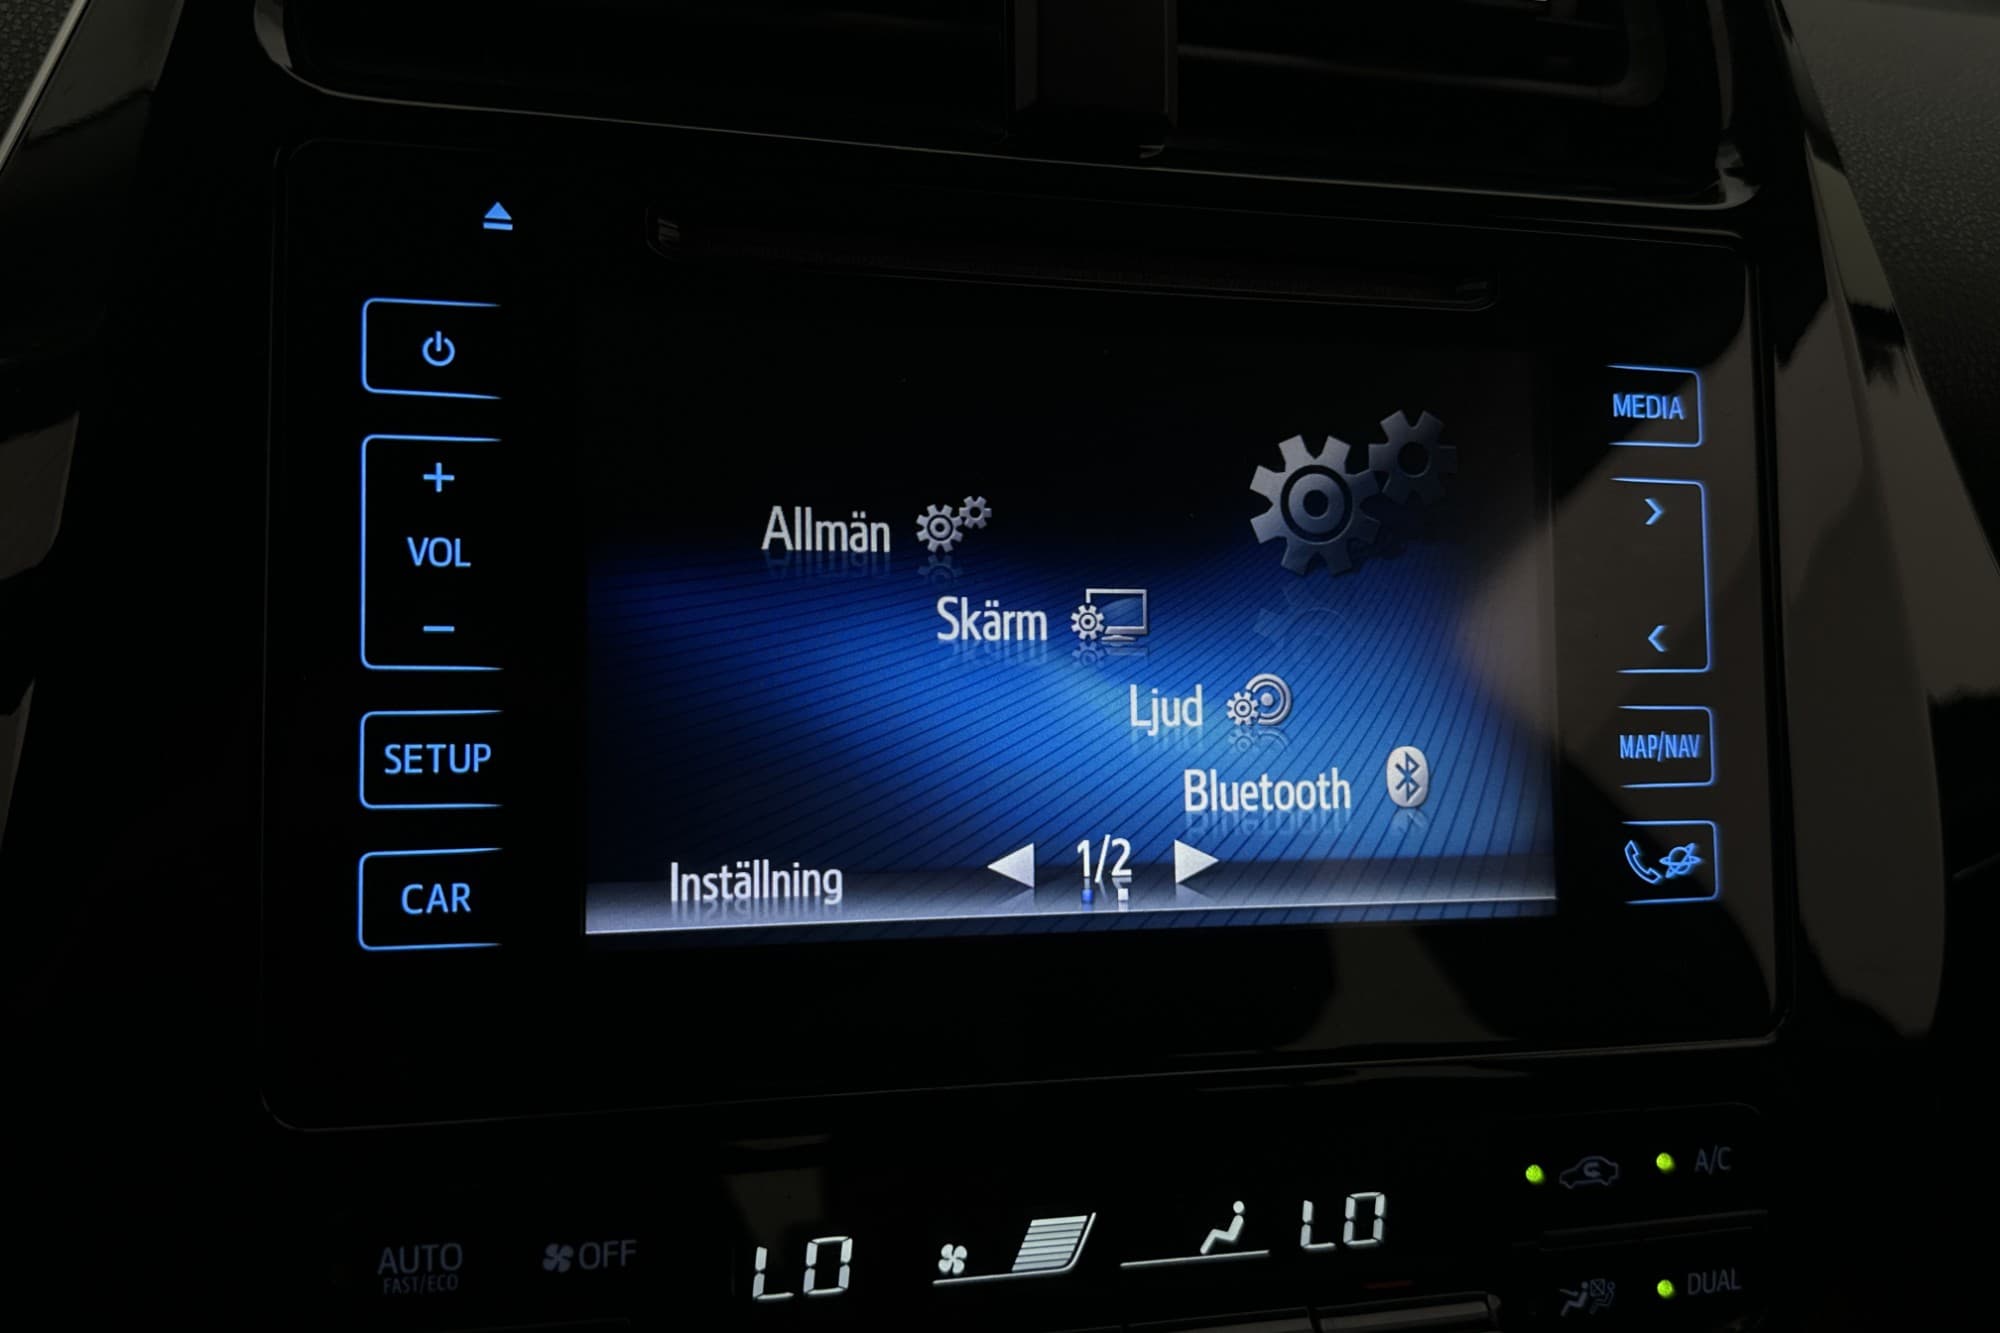 VOL
SETUP
CAR
Allmän
Skärm
Ljud
Bluetooth
Inställning
1/2
MEDIA
MAP/NAV
AUTO
FAST/ECO
OFF
LO
LO
A/C
DUAL